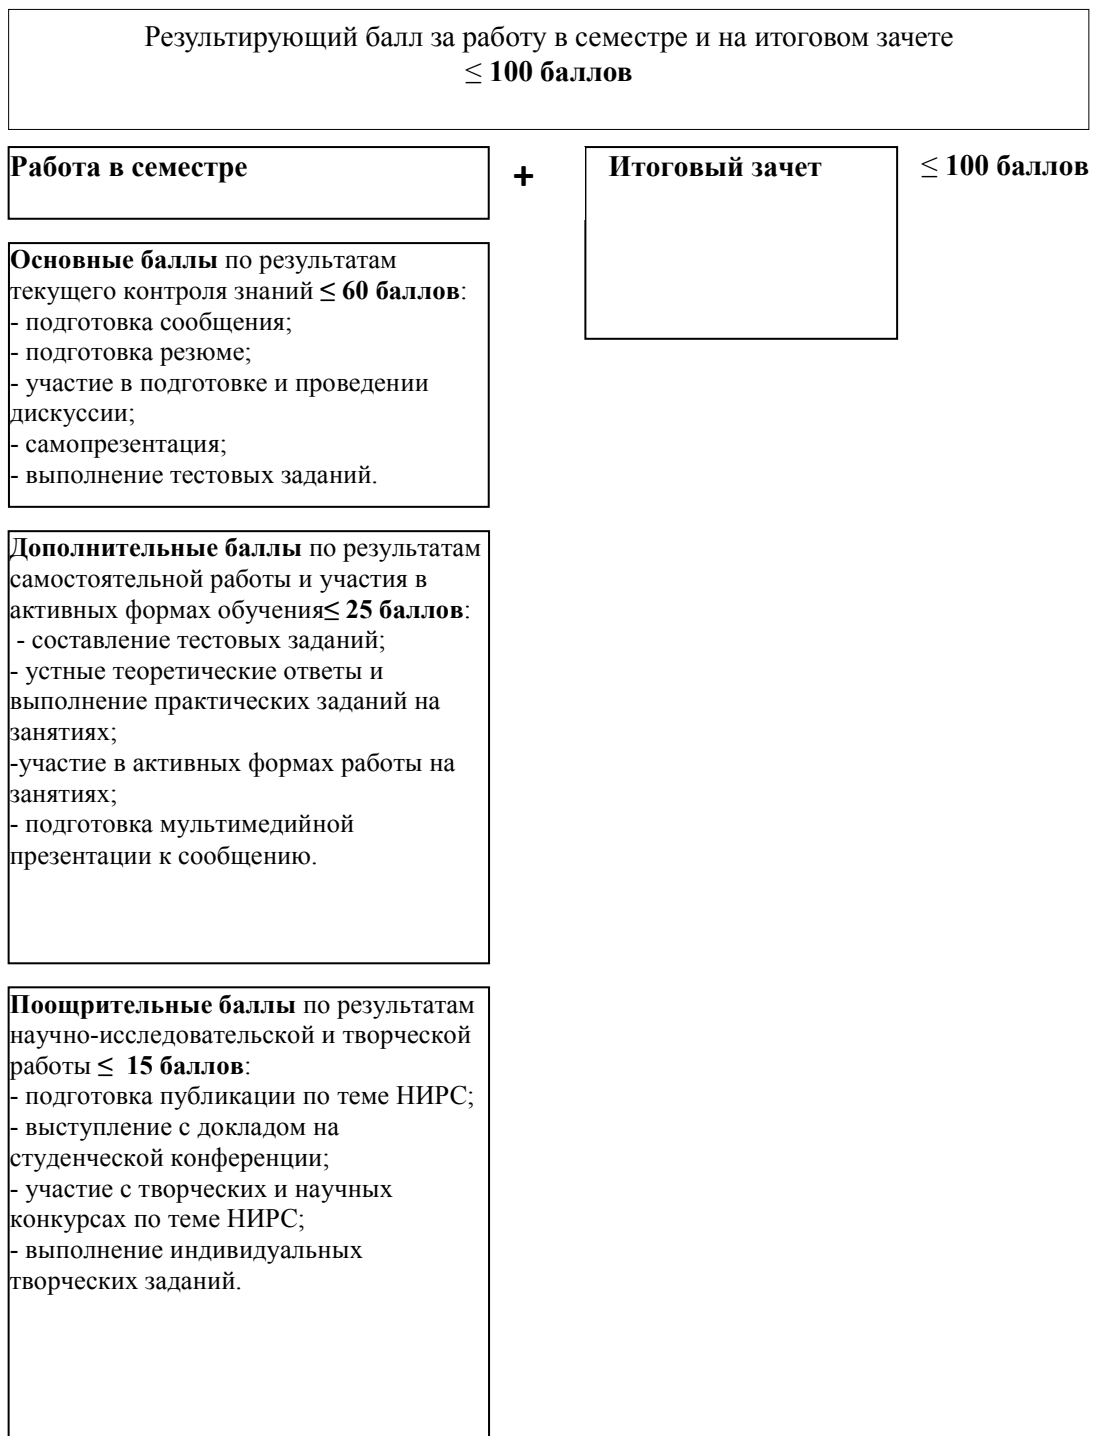 Результирующий балл за работу в семестре и на итоговом зачете
≤ 100 баллов
Работа в семестре
+
Итоговый зачет
≤ 100 баллов
Основные баллы по результатам
текущего контроля знаний ≤ 60 баллов:
- подготовка сообщения;
- подготовка резюме;
- участие в подготовке и проведении
дискуссии;
- самопрезентация;
- выполнение тестовых заданий.
Дополнительные баллы по результатам
самостоятельной работы и участия в
активных формах обучения≤ 25 баллов:
- составление тестовых заданий;
- устные теоретические ответы и
выполнение практических заданий на
занятиях;
-участие в активных формах работы на
занятиях;
- подготовка мультимедийной
презентации к сообщению.
Поощрительные баллы по результатам
научно-исследовательской и творческой
работы ≤ 15 баллов:
- подготовка публикации по теме НИРС;
- выступление с докладом на
студенческой конференции;
- участие с творческих и научных
конкурсах по теме НИРС;
- выполнение индивидуальных
творческих заданий.